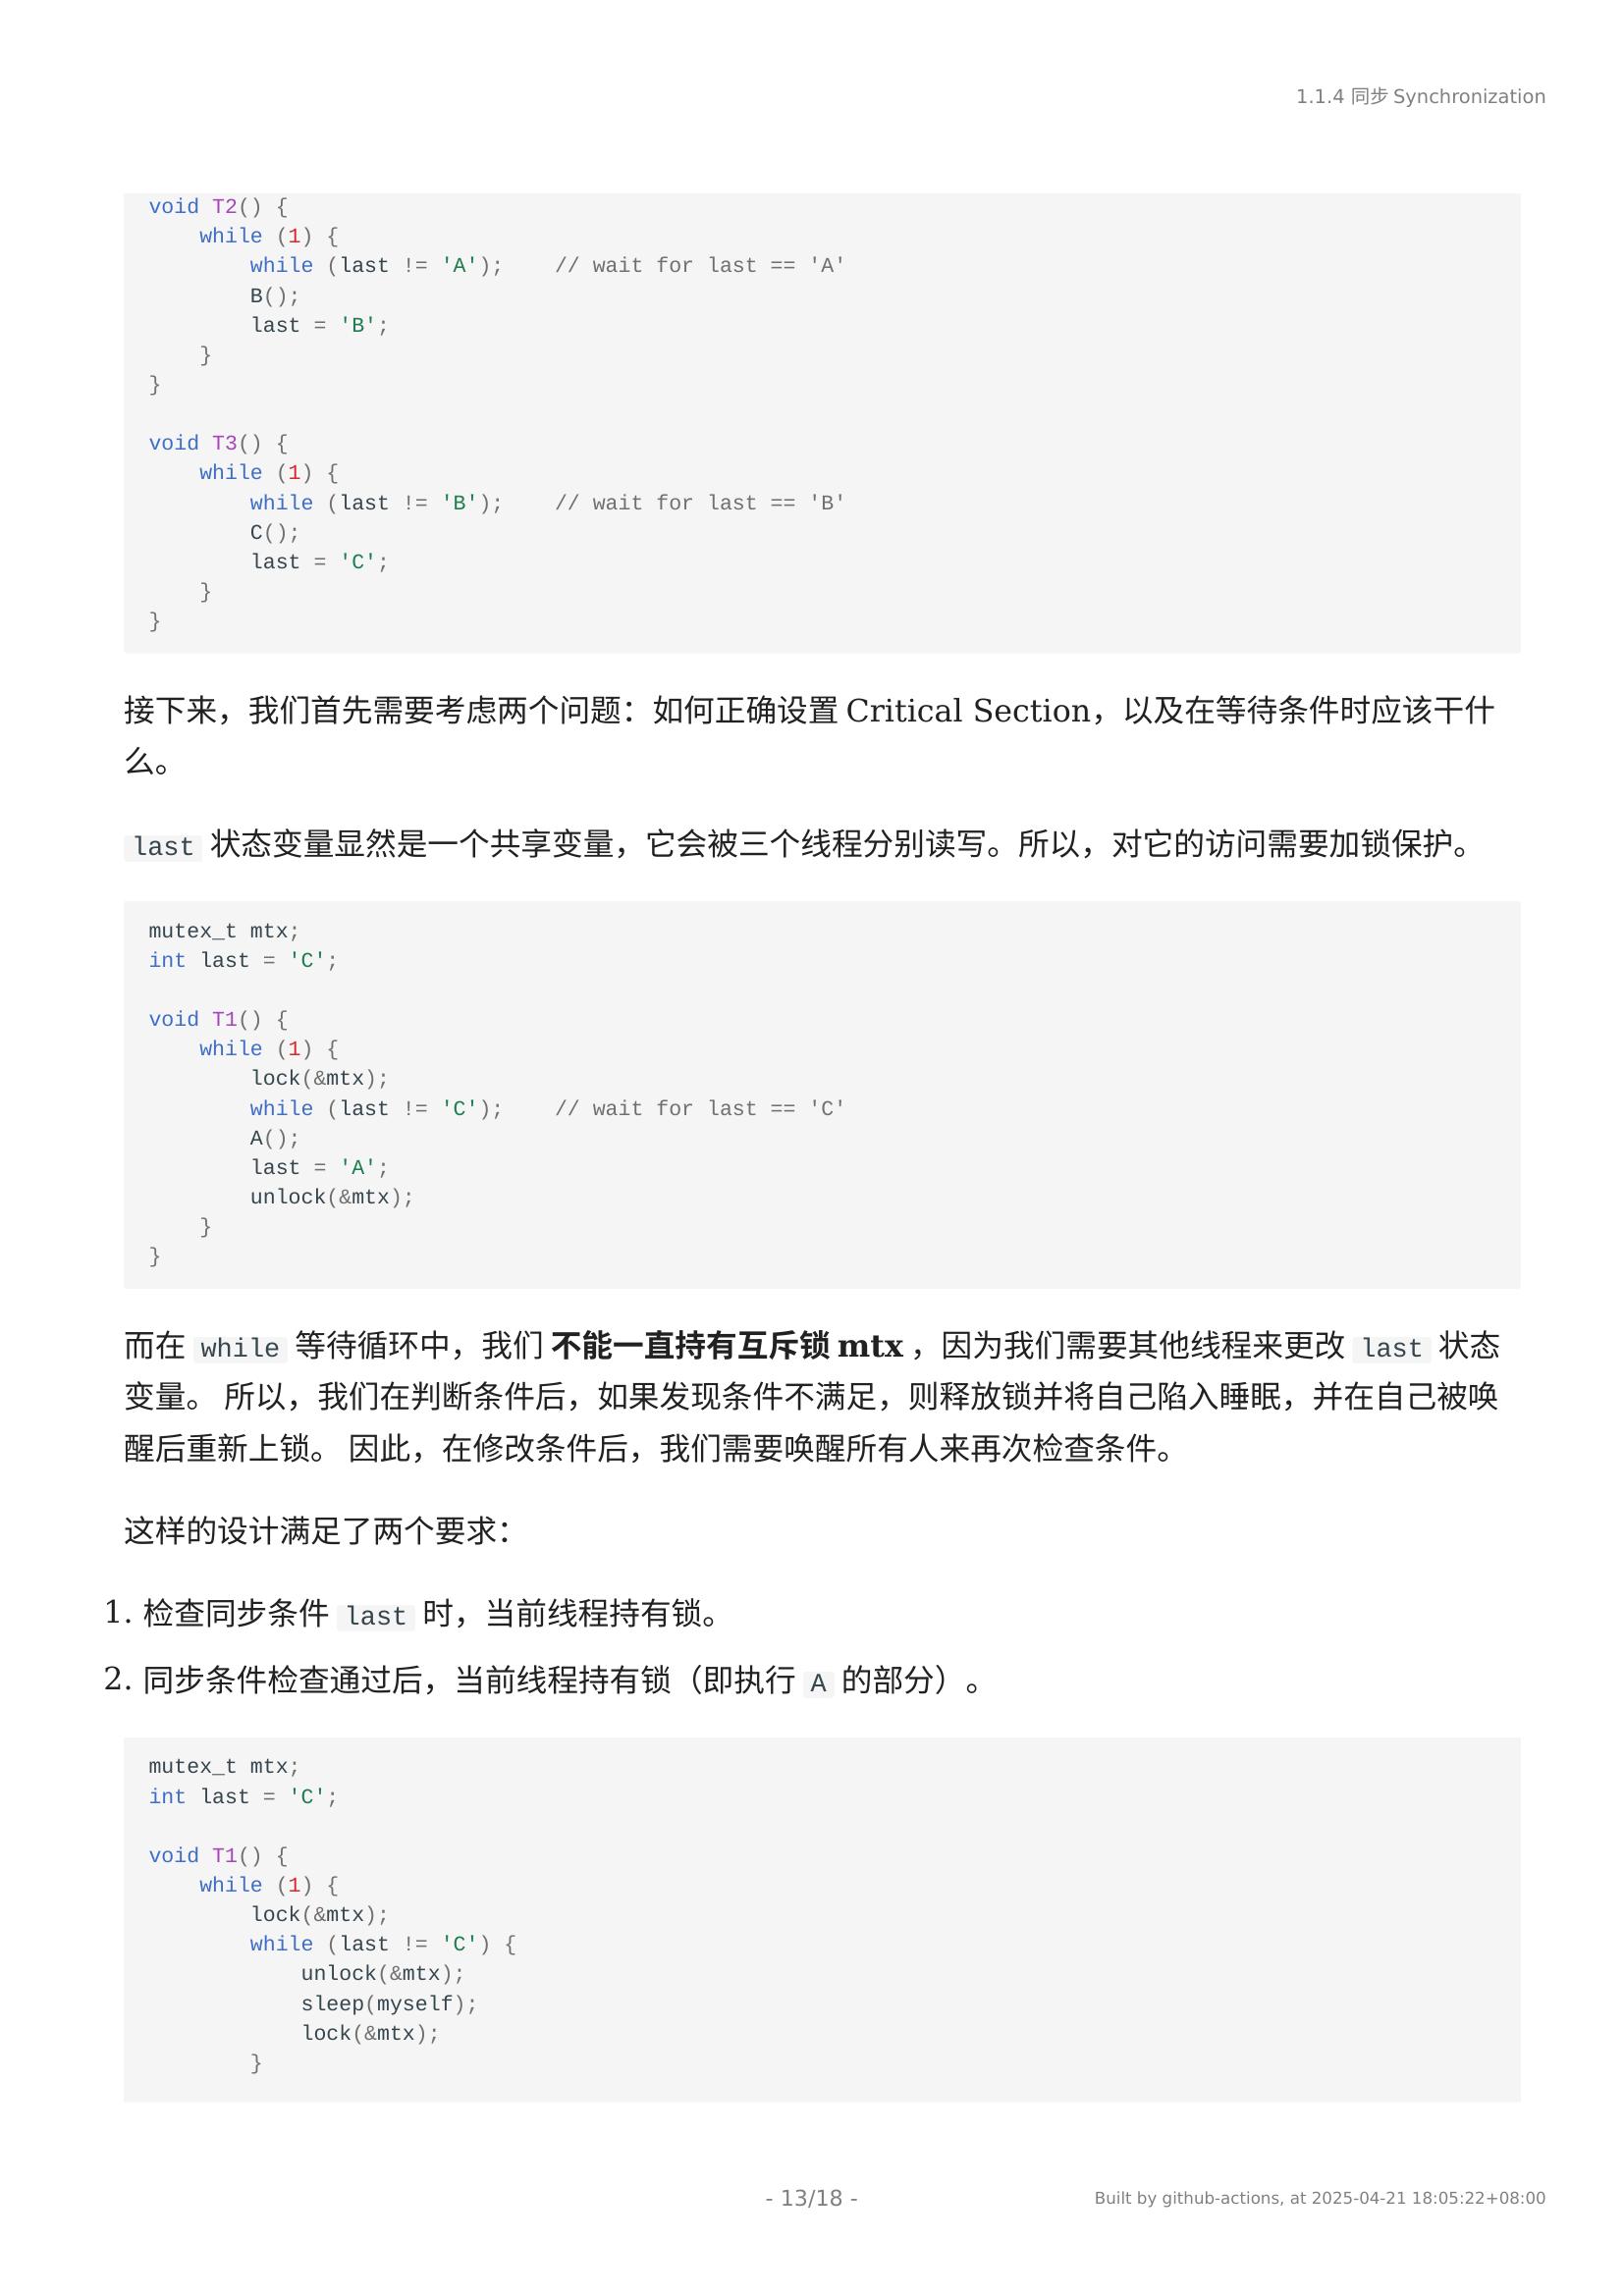 1.1.4 同步 Synchronization
void T2() {
    while (1) {
        while (last != 'A');    // wait for last == 'A'
        B();
        last = 'B';
    }
}
void T3() {
    while (1) {
        while (last != 'B');    // wait for last == 'B'
        C();
        last = 'C';
    }
}
接下来，我们首先需要考虑两个问题：如何正确设置 Critical Section，以及在等待条件时应该干什
么。
last 状态变量显然是一个共享变量，它会被三个线程分别读写。所以，对它的访问需要加锁保护。
mutex_t mtx;
int last = 'C';
void T1() {
    while (1) {
        lock(&mtx);
        while (last != 'C');    // wait for last == 'C'
        A();
        last = 'A';
        unlock(&mtx);
    }
}
而在 while 等待循环中，我们 不能一直持有互斥锁 mtx ，因为我们需要其他线程来更改 last 状态
变量。 所以，我们在判断条件后，如果发现条件不满足，则释放锁并将自己陷入睡眠，并在自己被唤
醒后重新上锁。 因此，在修改条件后，我们需要唤醒所有人来再次检查条件。
这样的设计满足了两个要求：
1. 检查同步条件 last 时，当前线程持有锁。
2. 同步条件检查通过后，当前线程持有锁（即执行 A 的部分）。
mutex_t mtx;
int last = 'C';
void T1() {
    while (1) {
        lock(&mtx);
        while (last != 'C') {
            unlock(&mtx);
            sleep(myself);
            lock(&mtx);
        }
- 13/18 -
Built by github-actions, at 2025-04-21 18:05:22+08:00